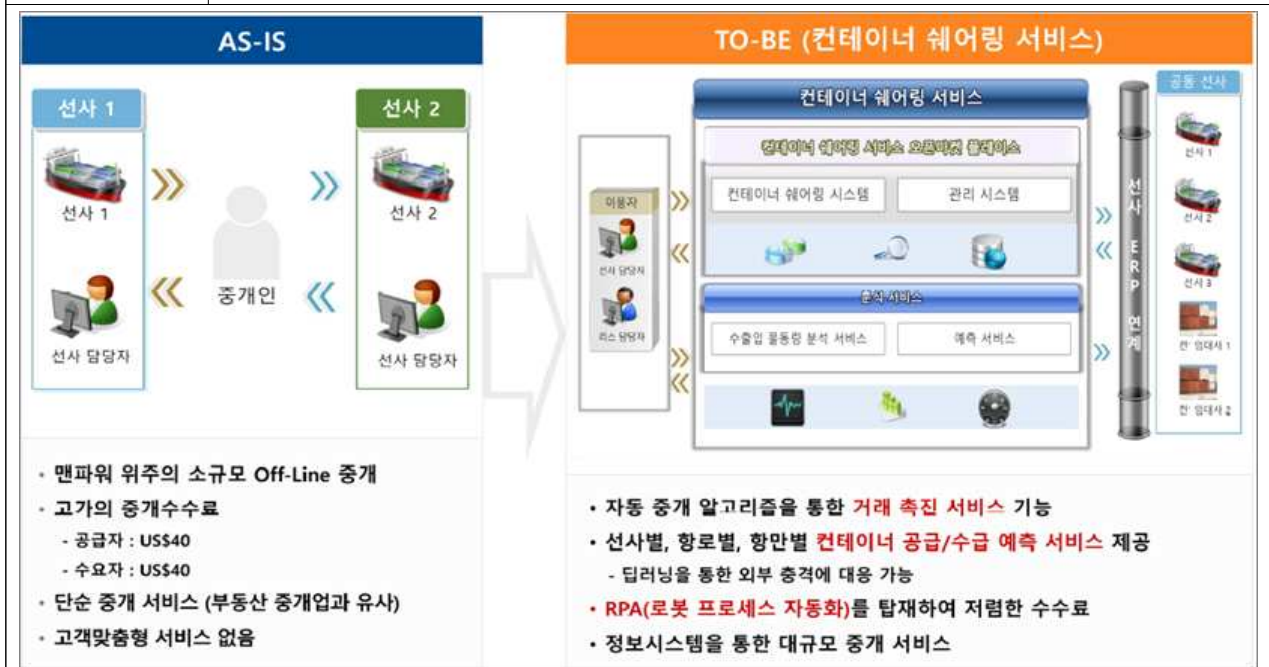 AS-IS
선사 1
선사 2
선사 1
선사 2
중개인
선사 담당자
선사 담당자
• 맨파워 위주의 소규모 Off-Line 중개
• 고가의 중개수수료
- 공급자 : US$40
- 수요자 : US$40
• 단순 중개 서비스 (부동산 중개업과 유사)
• 고객맞춤형 서비스 없음
TO-BE (컨테이너 쉐어링 서비스)
이용자
선사 담당자
리스 담당자
컨테이너 쉐어링 서비스
컨테이너 쉐어링 서비스 오픈마켓 플레이스
컨테이너 쉐어링 시스템
관리 시스템
분석 서비스
수출입 물동량 분석 서비스
예측 서비스
선사 ERP 연계
공동 선사
선사 1
선사 2
선사 3
컨' 임대사 1
컨' 임대사 2
• 자동 중개 알고리즘을 통한 거래 촉진 서비스 기능
• 선사별, 항로별, 항만별 컨테이너 공급/수급 예측 서비스 제공
- 딥러닝을 통한 외부 충격에 대응 가능
• RPA(로봇 프로세스 자동화)를 탑재하여 저렴한 수수료
• 정보시스템을 통한 대규모 중개 서비스